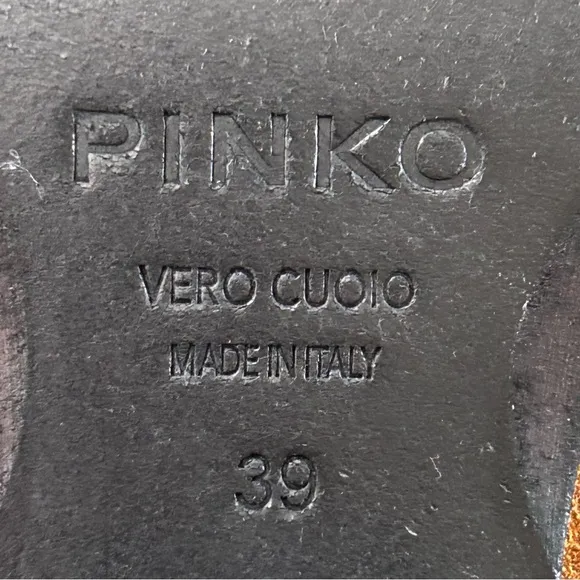 PINKO
VERO CUOIO
MADE IN ITALY
39